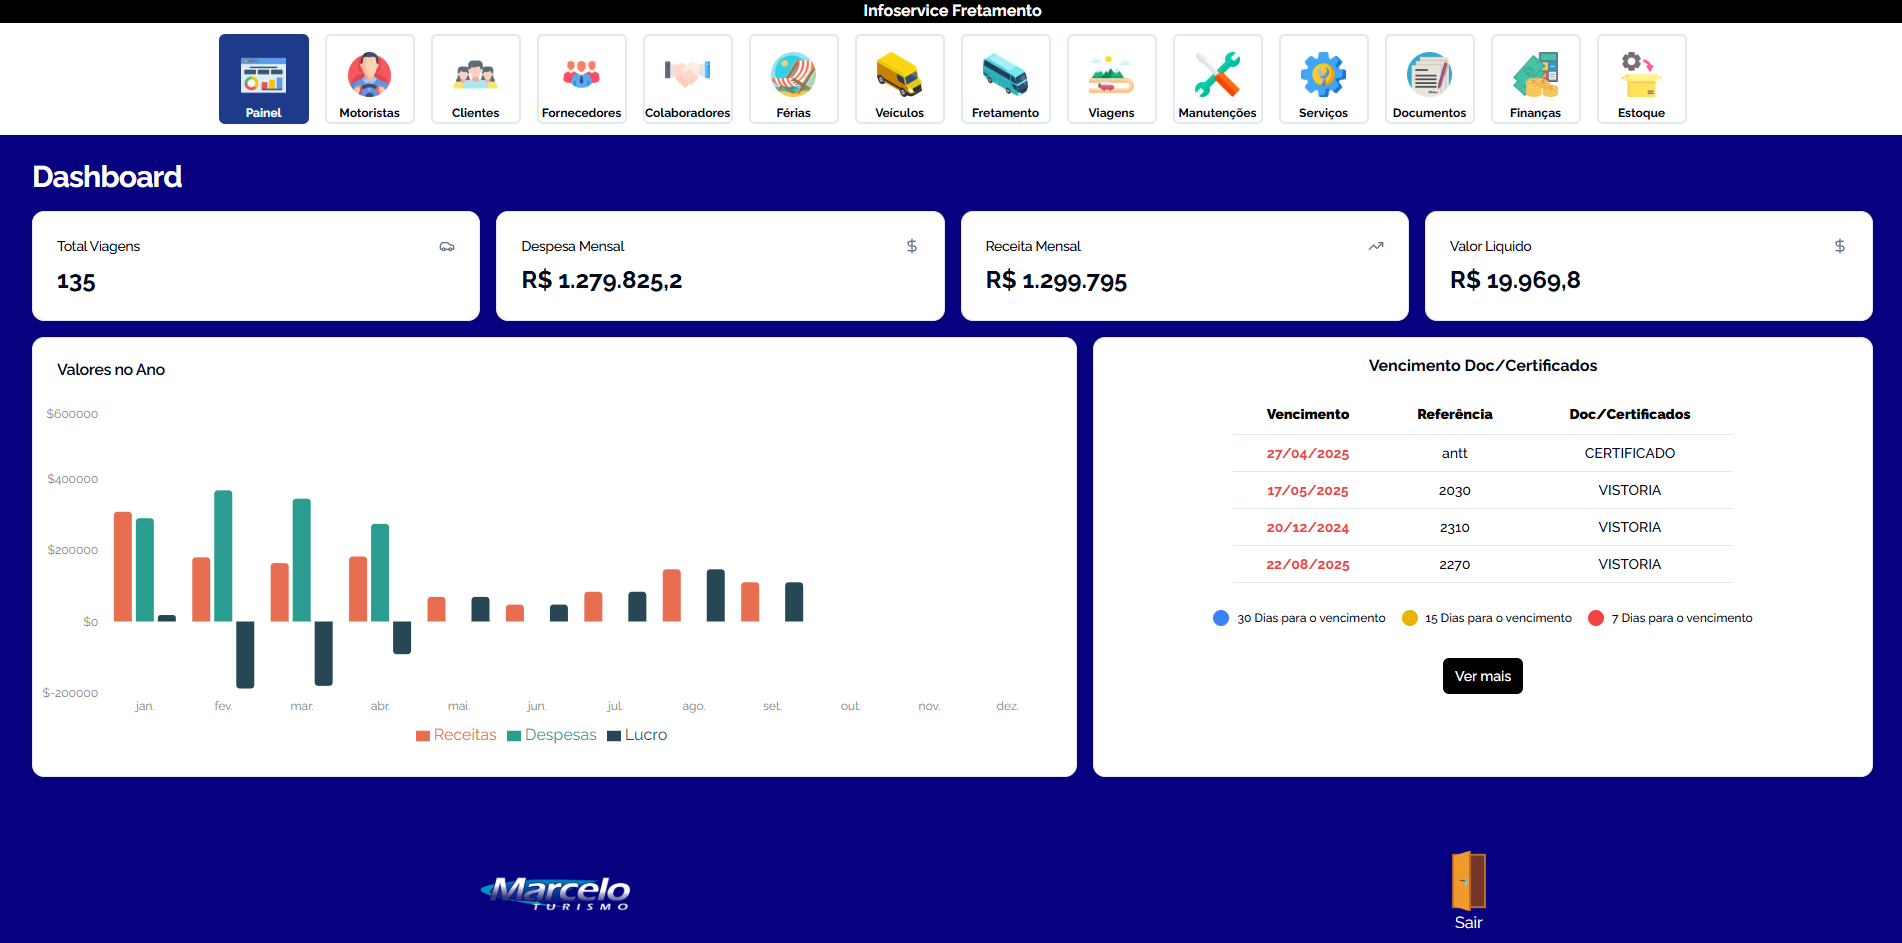 Infoservice Fretamento
Painel
Motoristas
Clientes
Fornecedores
Colaboradores
Férias
Veículos
Fretamento
Viagens
Manutenções
Serviços
Documentos
Finanças
Estoque
Dashboard
Total Viagens
135
Despesa Mensal
R$ 1.279.825,2
Receita Mensal
R$ 1.299.795
Valor Liquido
R$ 19.969,8
Valores no Ano
$600000
$400000
$200000
$0
$-200000
jan. fev. mar. abr. mai. jun. jul. ago. set. out. nov. dez.
Receitas Despesas Lucro
Vencimento Doc/Certificados
Vencimento Referência Doc/Certificados
27/04/2025 antt CERTIFICADO
17/05/2025 2030 VISTORIA
20/12/2024 2310 VISTORIA
22/08/2025 2270 VISTORIA
30 Dias para o vencimento 15 Dias para o vencimento 7 Dias para o vencimento
Ver mais
Marcelo
TURISMO
Sair